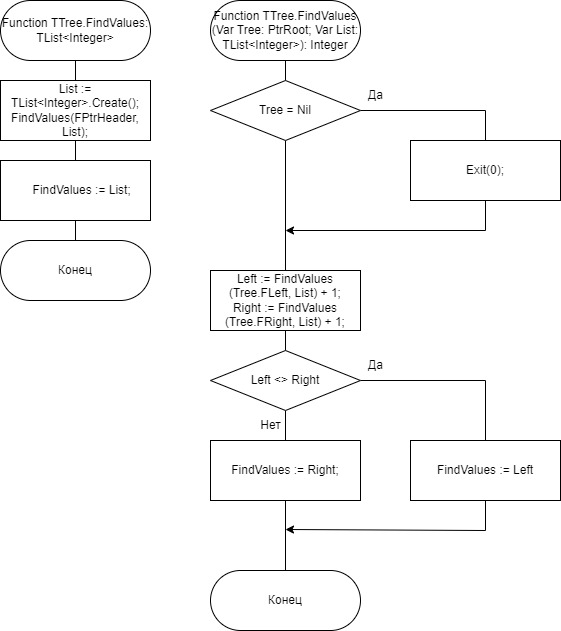 Function TTree.FindValues:
TList<Integer>
List :=
TList<Integer>.Create();
FindValues(FPtrHeader,
List);
FindValues := List;
Конец
Function TTree.FindValues
(Var Tree: PtrRoot; Var List:
TList<Integer>): Integer
Tree = Nil
Да
Exit(0);
Left := FindValues
(Tree.FLeft, List) + 1;
Right := FindValues
(Tree.FRight, List) + 1;
Left <> Right
Да
Нет
FindValues := Right;
FindValues := Left
Конец